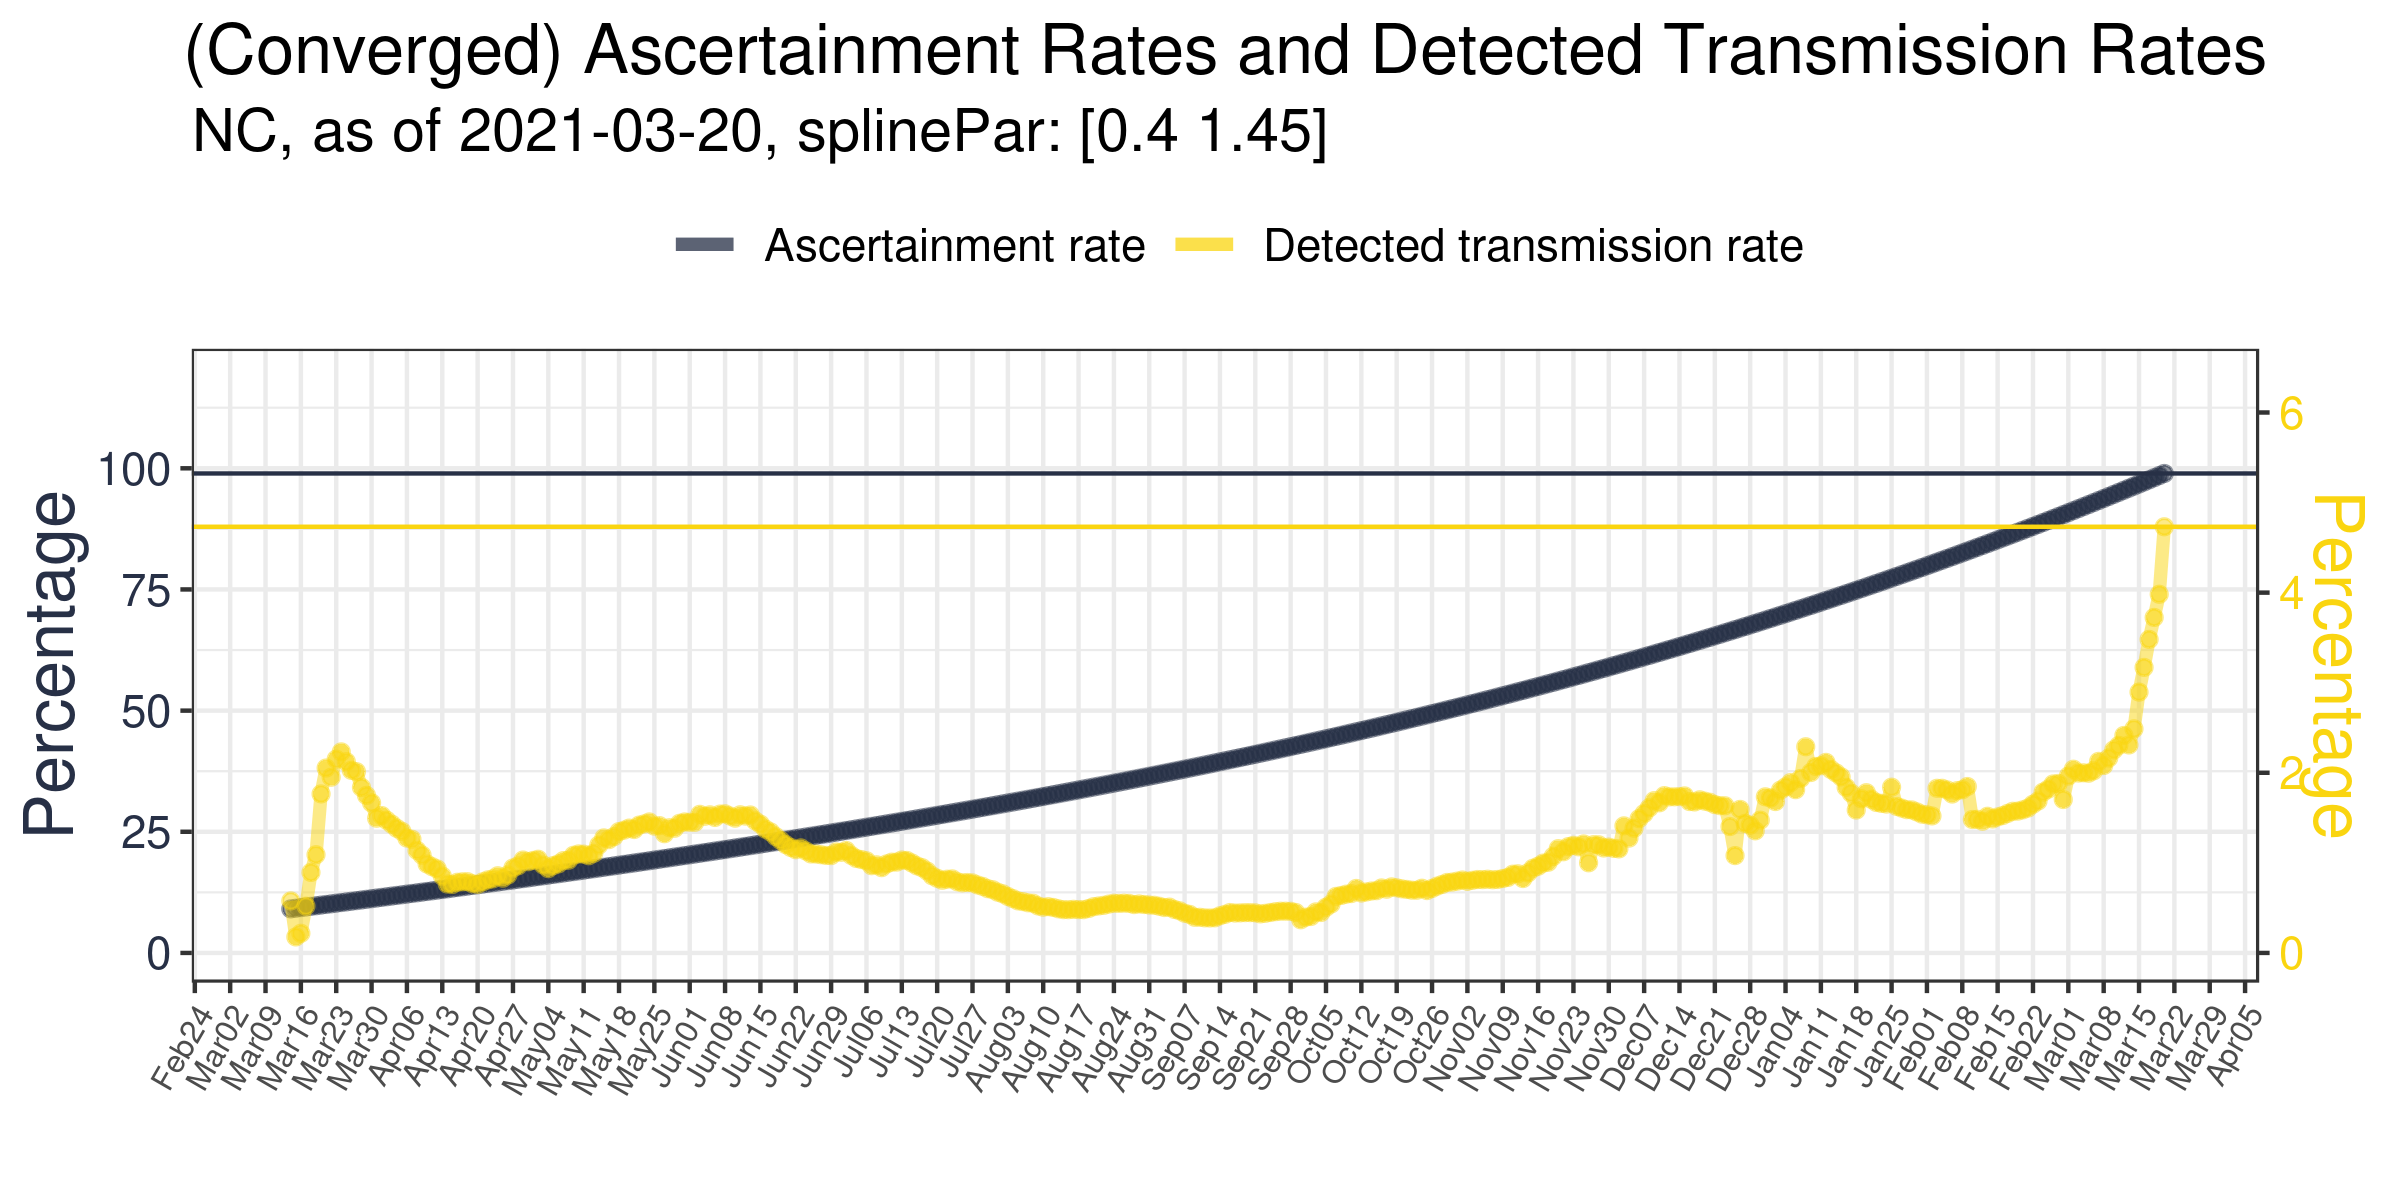 (Converged) Ascertainment Rates and Detected Transmission Rates
NC, as of 2021-03-20, splinePar: [0.4 1.45]
Ascertainment rate
Detected transmission rate
Percentage
100
75
50
25
0
6
4
2
0
Percentage
Feb24
Mar02
Mar09
Mar16
Mar23
Mar30
Apr06
Apr13
Apr20
Apr27
May04
May11
May18
May25
Jun01
Jun08
Jun15
Jun22
Jun29
Jul06
Jul13
Jul20
Jul27
Aug03
Aug10
Aug17
Aug24
Aug31
Sep07
Sep14
Sep21
Sep28
Oct05
Oct12
Oct19
Oct26
Nov02
Nov09
Nov16
Nov23
Nov30
Dec07
Dec14
Dec21
Dec28
Jan04
Jan11
Jan18
Jan25
Feb01
Feb08
Feb15
Feb22
Mar01
Mar08
Mar15
Mar22
Mar29
Apr05